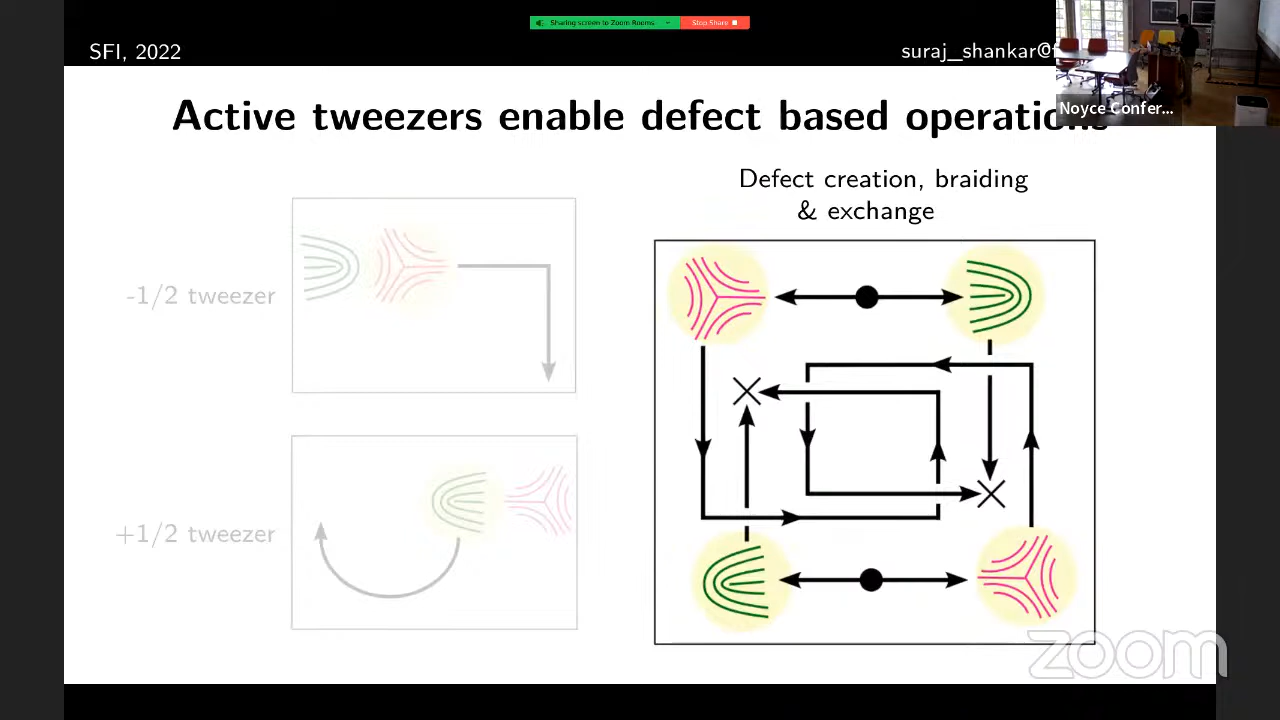 Sharing screen to Zoom Rooms
Stop Share
SFI, 2022
suraj_shankar@f
Noyce Confer...
Active tweezers enable defect based operations
Defect creation, braiding
& exchange
-1/2 tweezer
+1/2 tweezer
zoom